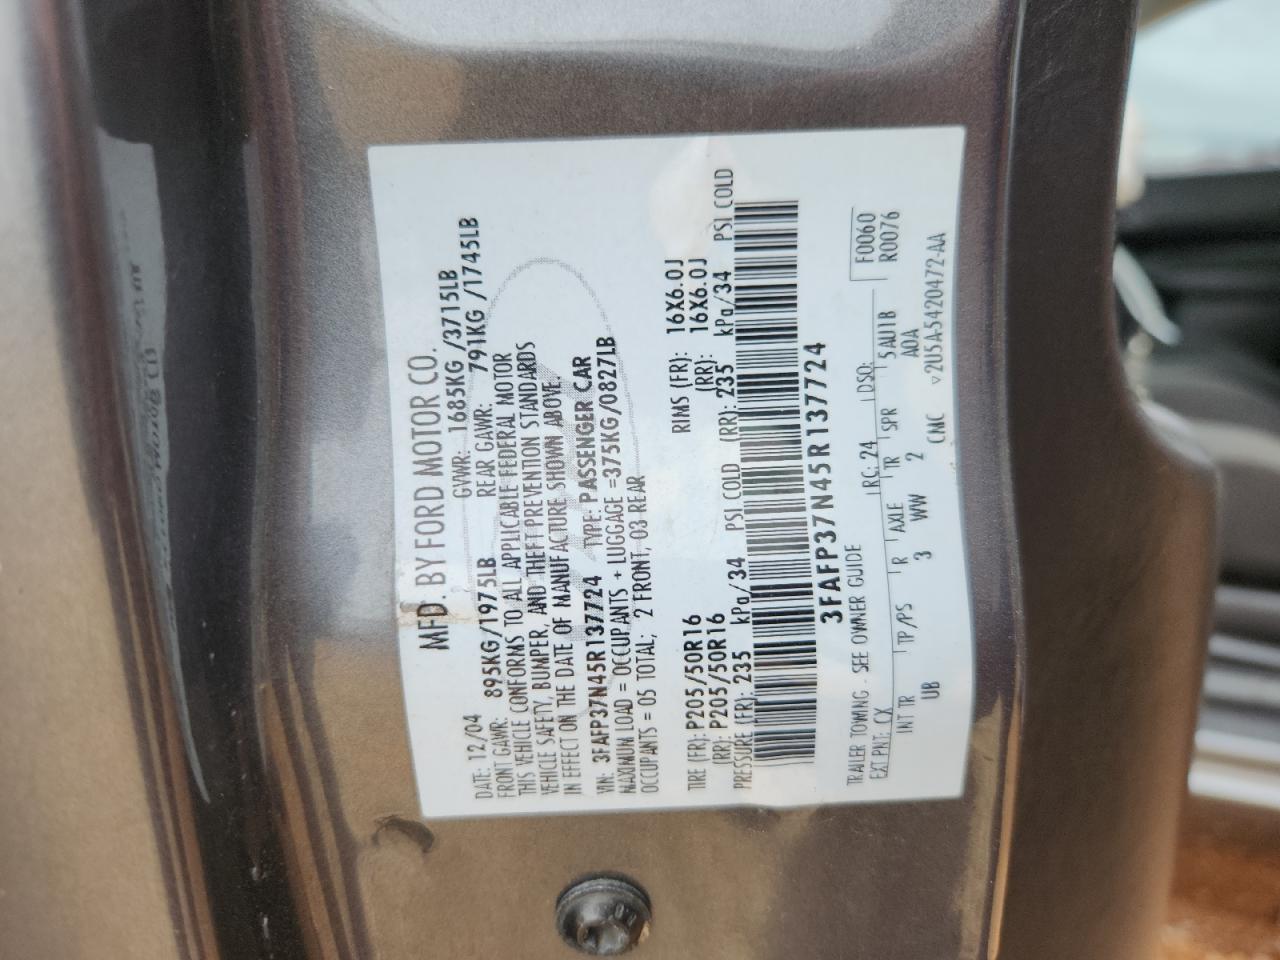 MFD. BY FORD MOTOR CO.
DATE: 12/04 GVWR: 1685KG /3715LB
FRONT GAWR: 895KG/1975LB REAR GAWR: 791KG /1745LB
THIS VEHICLE CONFORMS TO ALL APPLICABLE FEDERAL MOTOR
VEHICLE SAFETY, BUMPER, AND THEFT PREVENTION STANDARDS
IN EFFECT ON THE DATE OF MANUFACTURE SHOWN ABOVE.
VIN: 3FAFP37N45R137724 TYPE: PASSENGER CAR
MAXIMUM LOAD = OCCUPANTS + LUGGAGE =375KG/0827LB
OCCUPANTS = 05 TOTAL; 2 FRONT, 03 REAR
TIRE (FR): P205/50R16 RIMS (FR): 16X6.0J
(RR): P205/50R16 (RR): 16X6.0J
PRESSURE (FR): 235 kPa/34 PSI COLD (RR): 235 kPa/34 PSI COLD
3FAFP37N45R137724
TRAILER TOWING - SEE OWNER GUIDE F0060
EXT PNT: CX RC: 24 DSO: R0076
INT TR TP/PS R AXLE TR SPR 5AU1B
UB 3 WW 2 AOA
CMC v2U5A-5420472-AA